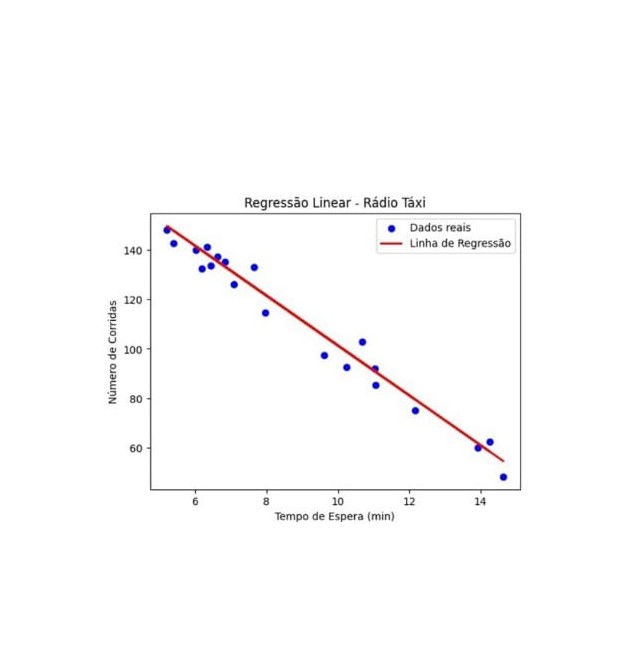 Regressão Linear - Rádio Táxi
Dados reais
Linha de Regressão
140
120
100
80
60
Número de Corridas
6 8 10 12 14
Tempo de Espera (min)